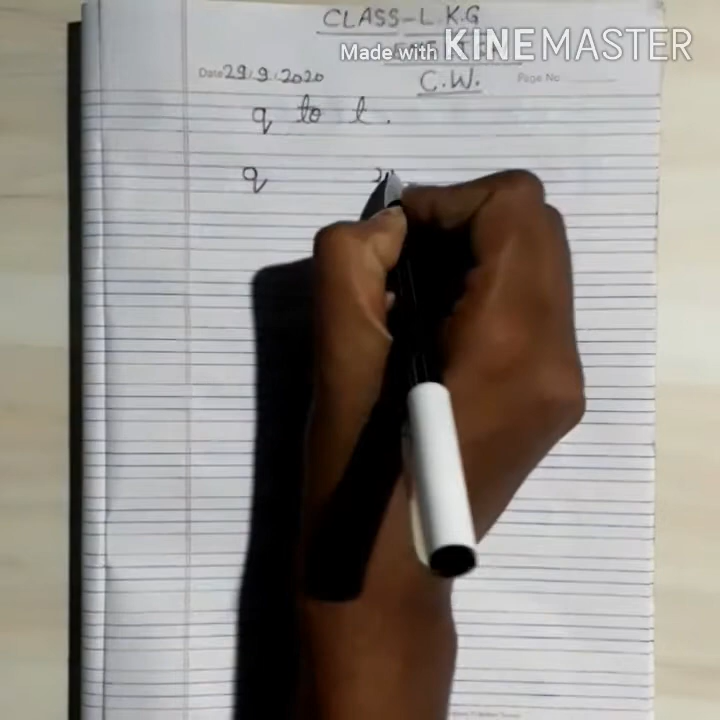 CLASS-L.K.G
Made with KINEMASTER
Date 29.9.2020
C.W.
Page No
q to t.
q